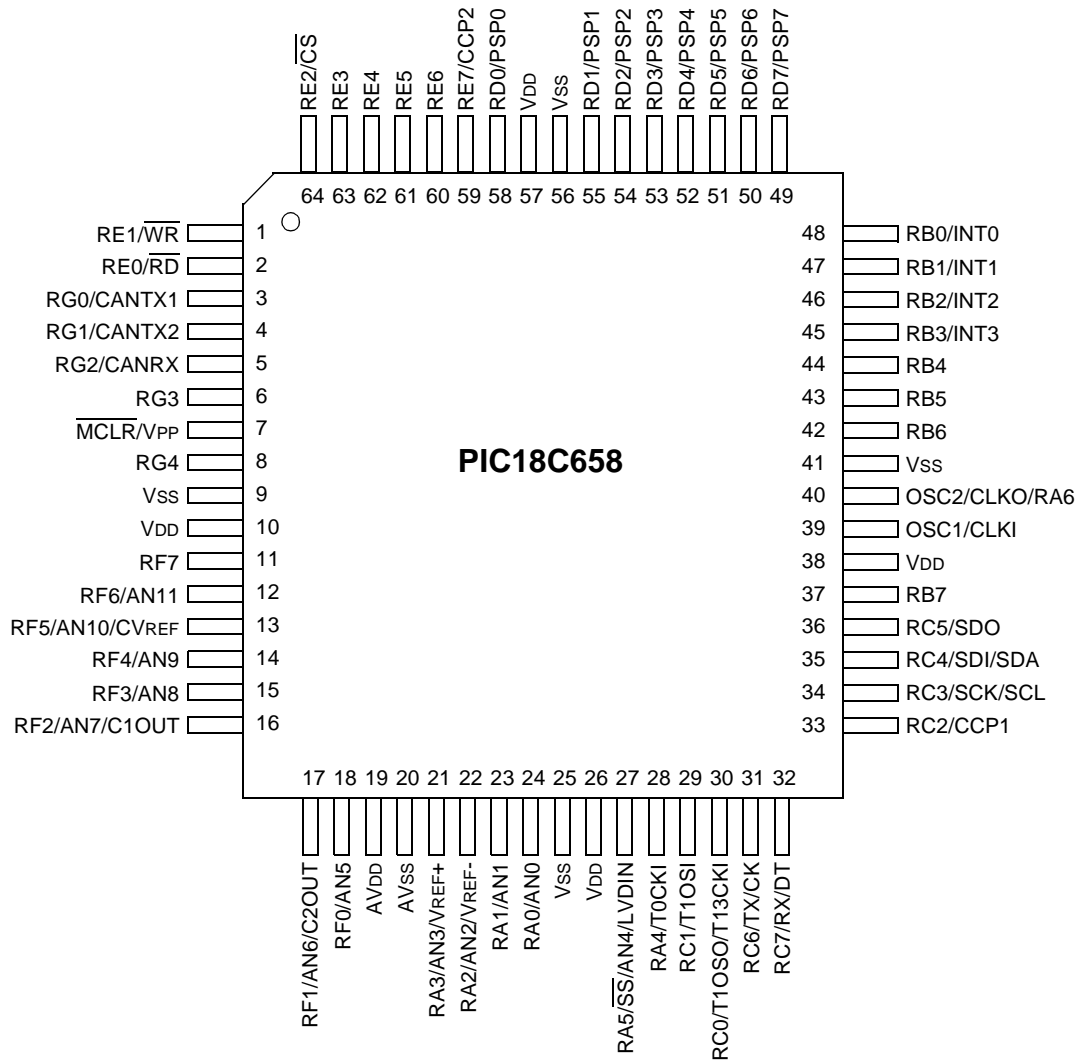 RE2/CS
RE3
RE4
RE5
RE6
RE7/CCP2
RD0/PSP0
VDD
VSS
RD1/PSP1
RD2/PSP2
RD3/PSP3
RD4/PSP4
RD5/PSP5
RD6/PSP6
RD7/PSP7
64 63 62 61 60 59 58 57 56 55 54 53 52 51 50 49
RE1/WR 1
RE0/RD 2
RG0/CANTX1 3
RG1/CANTX2 4
RG2/CANRX 5
RG3 6
MCLR/VPP 7
RG4 8
VSS 9
VDD 10
RF7 11
RF6/AN11 12
RF5/AN10/CVREF 13
RF4/AN9 14
RF3/AN8 15
RF2/AN7/C1OUT 16
PIC18C658
48 RB0/INT0
47 RB1/INT1
46 RB2/INT2
45 RB3/INT3
44 RB4
43 RB5
42 RB6
41 VSS
40 OSC2/CLKO/RA6
39 OSC1/CLKI
38 VDD
37 RB7
36 RC5/SDO
35 RC4/SDI/SDA
34 RC3/SCK/SCL
33 RC2/CCP1
17 18 19 20 21 22 23 24 25 26 27 28 29 30 31 32
RF1/AN6/C2OUT
RF0/AN5
AVDD
AVSS
RA3/AN3/VREF+
RA2/AN2/VREF-
RA1/AN1
RA0/AN0
VSS
VDD
RA5/SS/AN4/LVDIN
RA4/T0CKI
RC1/T1OSI
RC0/T1OSO/T13CKI
RC6/TX/CK
RC7/RX/DT